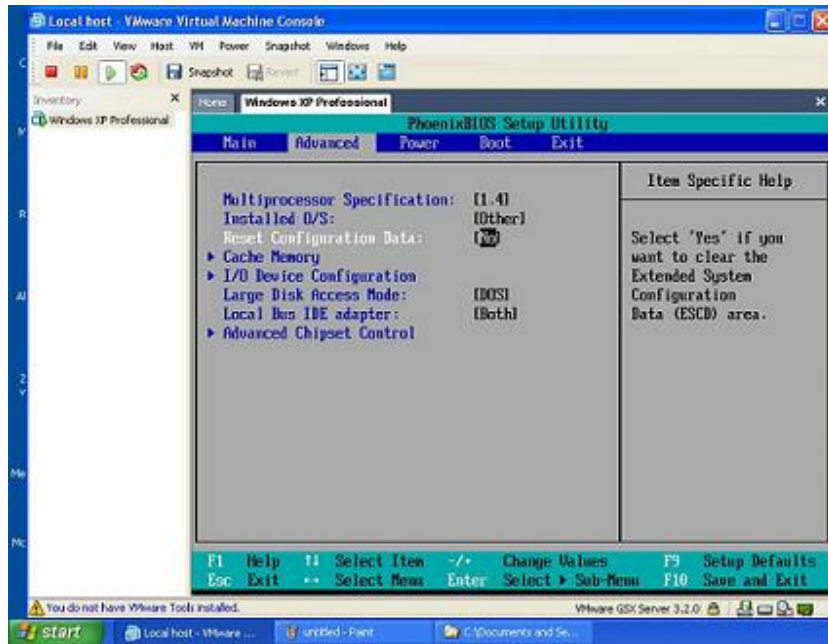 Local host - VMware Virtual Machine Console
File Edit View Host VM Power Snapshot Windows Help
Snapshot Revert
Inventory
Windows XP Professional
Home Windows XP Professional
PhoenixBIOS Setup Utility
Main Advanced Power Boot Exit
Item Specific Help
Multiprocessor Specification: [1.4]
Installed O/S: [Other]
Reset Configuration Data: [No]
Cache Memory
I/O Device Configuration
Large Disk Access Mode: [DOS]
Local Bus IDE adapter: [Both]
Advanced Chipset Control
Select 'Yes' if you
want to clear the
Extended System
Configuration
Data (ESCD) area.
F1 Help ↑↓ Select Item -/+ Change Values F9 Setup Defaults
Esc Exit ↔ Select Menu Enter Select ▶ Sub-Menu F10 Save and Exit
You do not have VMware Tools installed.
VMware GSX Server 3.2.0
start
Local host - VMware ...
untitled - Paint
C:\Documents and Se...